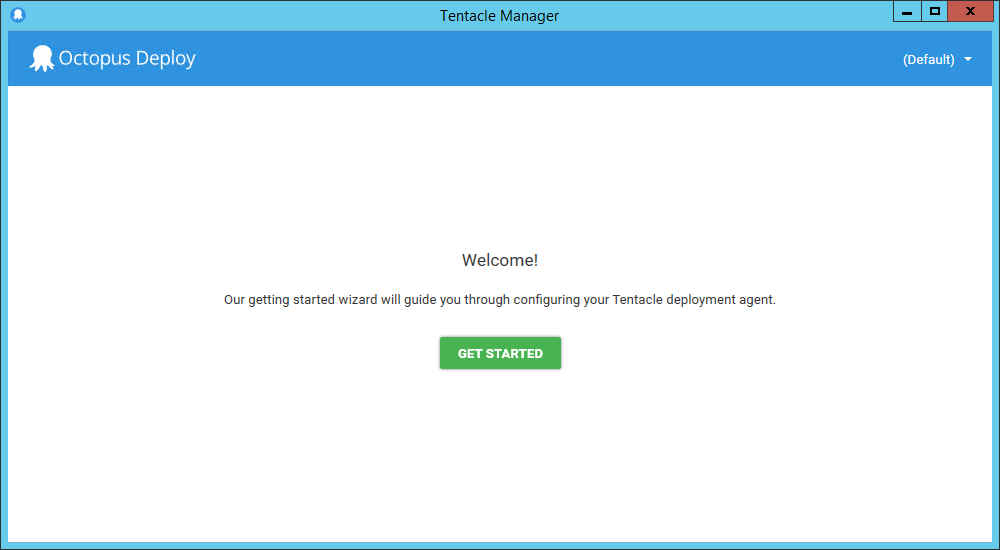 Tentacle Manager
Octopus Deploy
(Default)
Welcome!
Our getting started wizard will guide you through configuring your Tentacle deployment agent.
GET STARTED